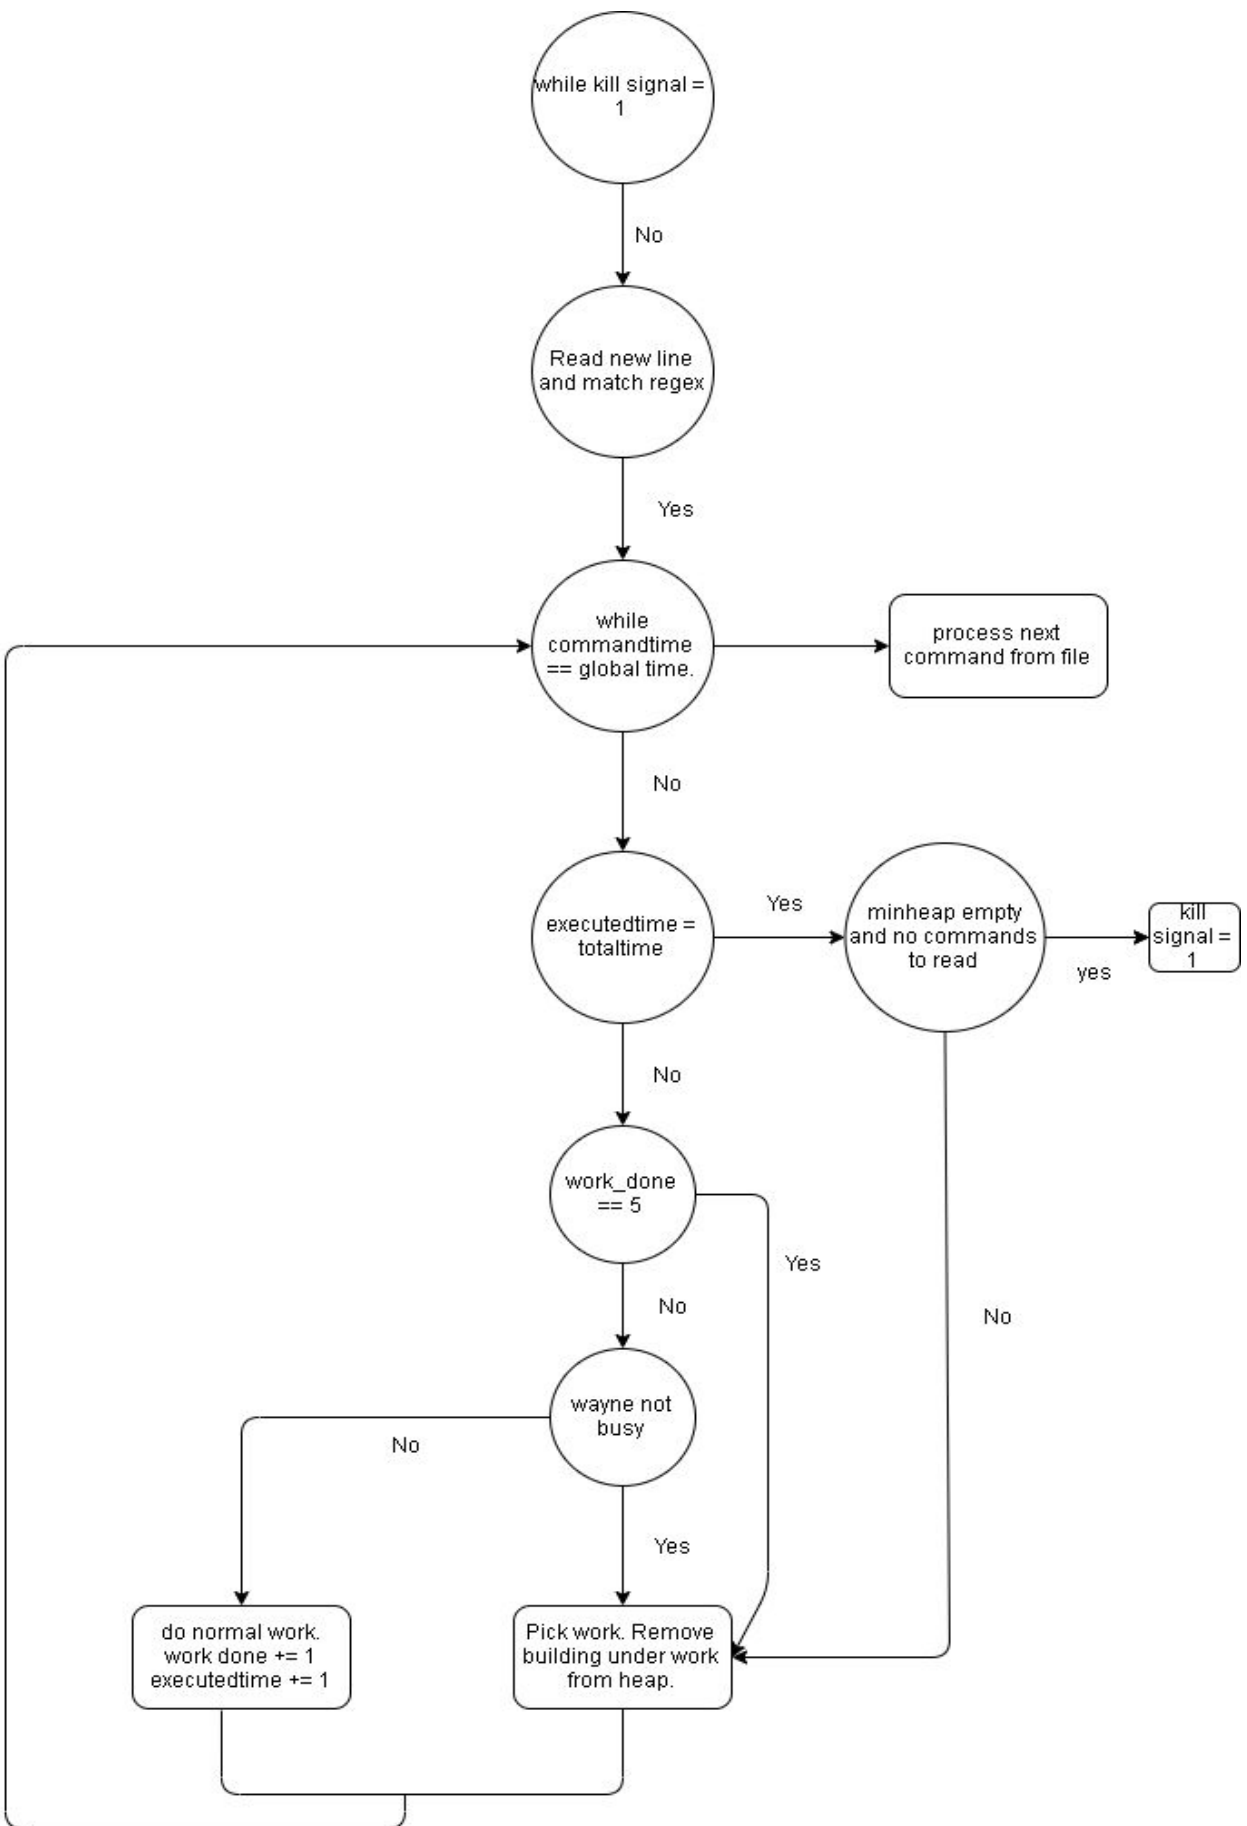 while kill signal =
1
No
Read new line
and match regex
Yes
while
commandtime
== global time.
process next
command from file
No
executedtime =
totaltime
Yes
minheap empty
and no commands
to read
yes
kill
signal =
1
No
work_done
== 5
Yes
No
No
wayne not
busy
No
Yes
do normal work.
work done += 1
executedtime += 1
Pick work. Remove
building under work
from heap.